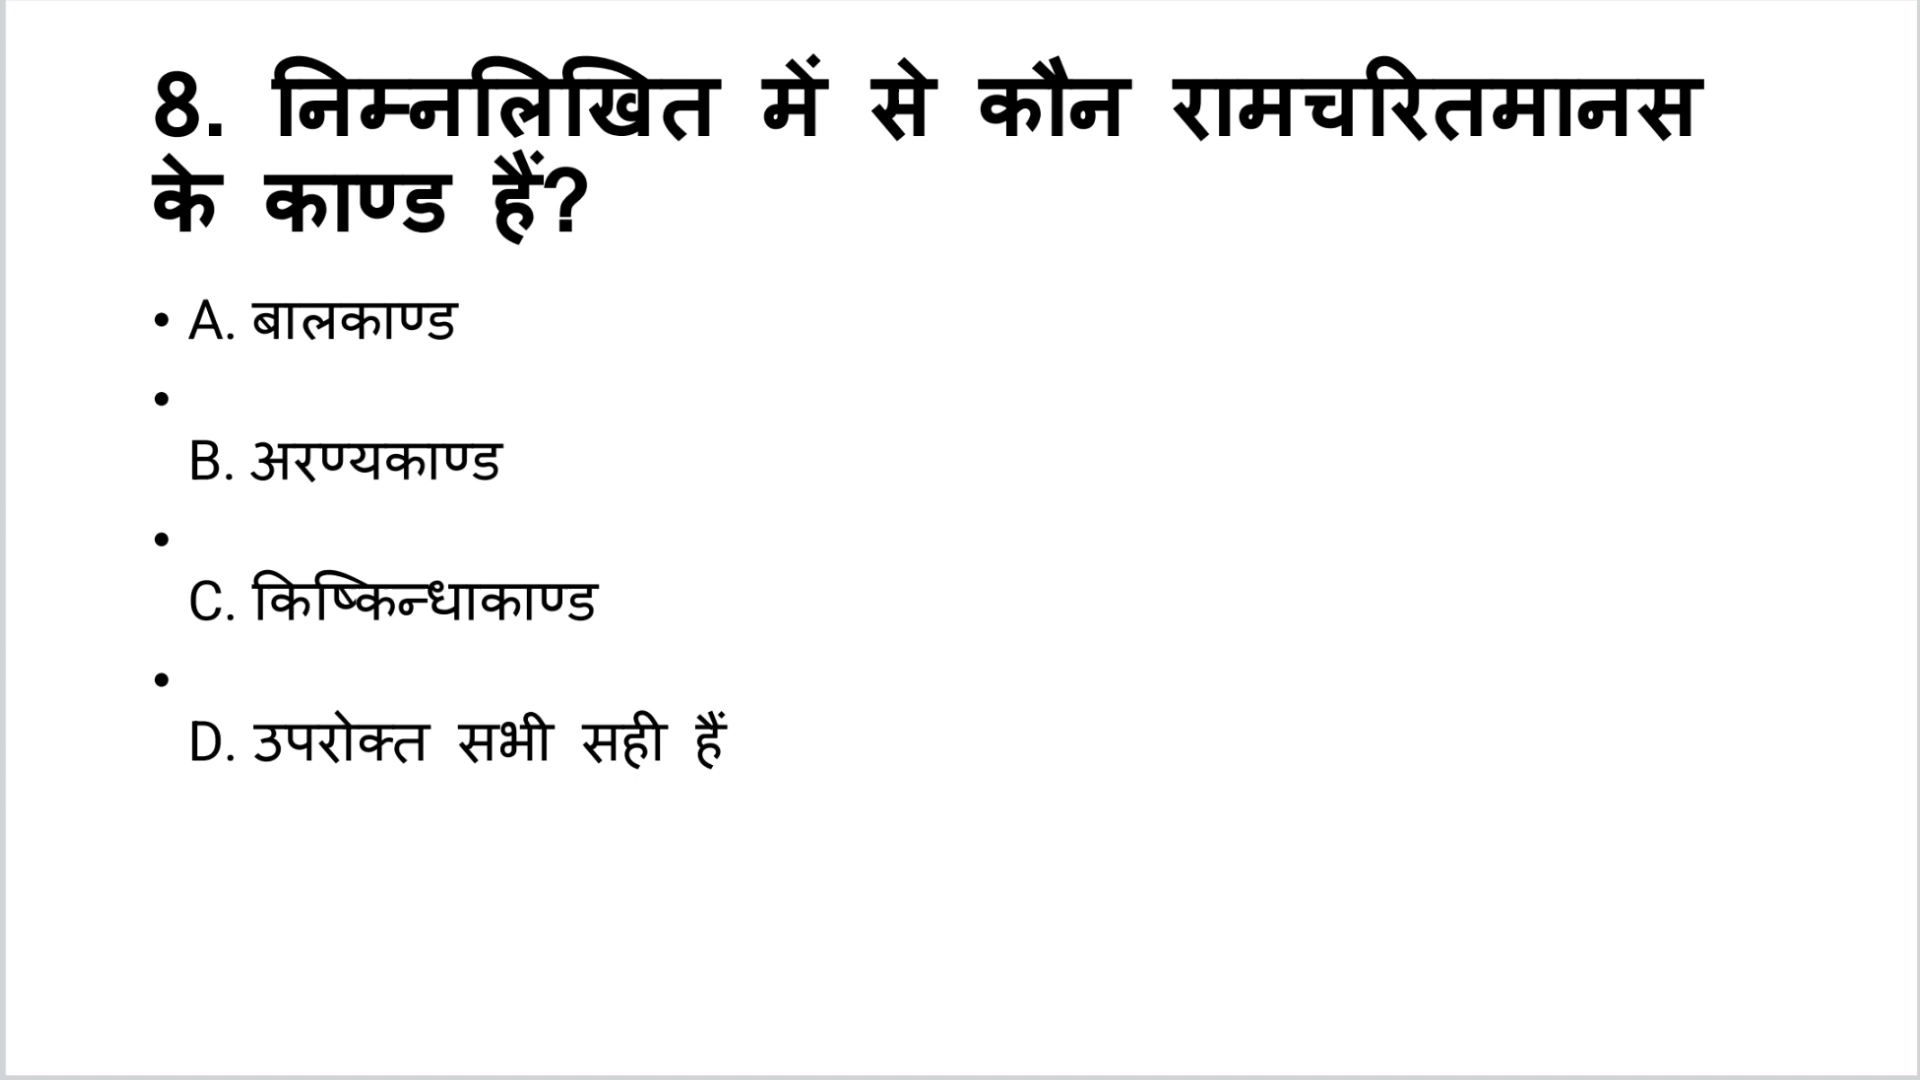 8. निम्नलिखित में से कौन रामचरितमानस
के काण्ड हैं?
• A. बालकाण्ड
•
B. अरण्यकाण्ड
•
C. किष्किन्धाकाण्ड
•
D. उपरोक्त सभी सही हैं